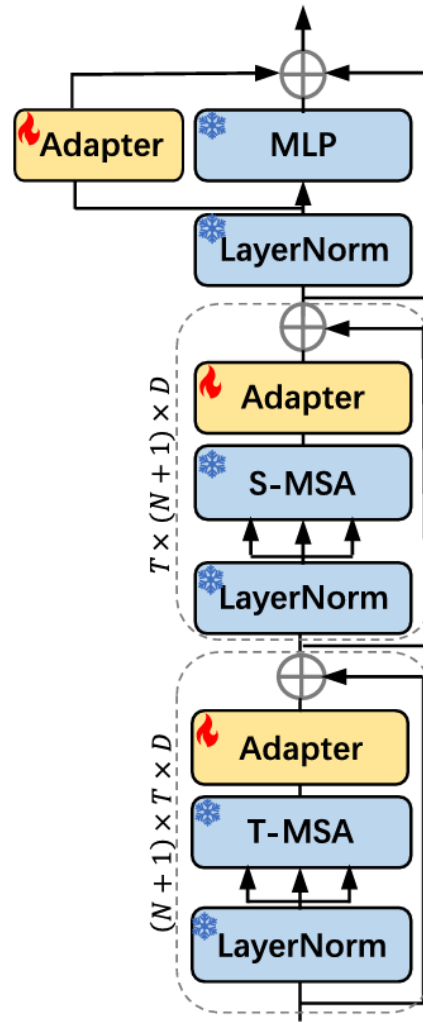 Adapter
MLP
LayerNorm
T × (N + 1) × D
Adapter
S-MSA
LayerNorm
(N + 1) × T × D
Adapter
T-MSA
LayerNorm